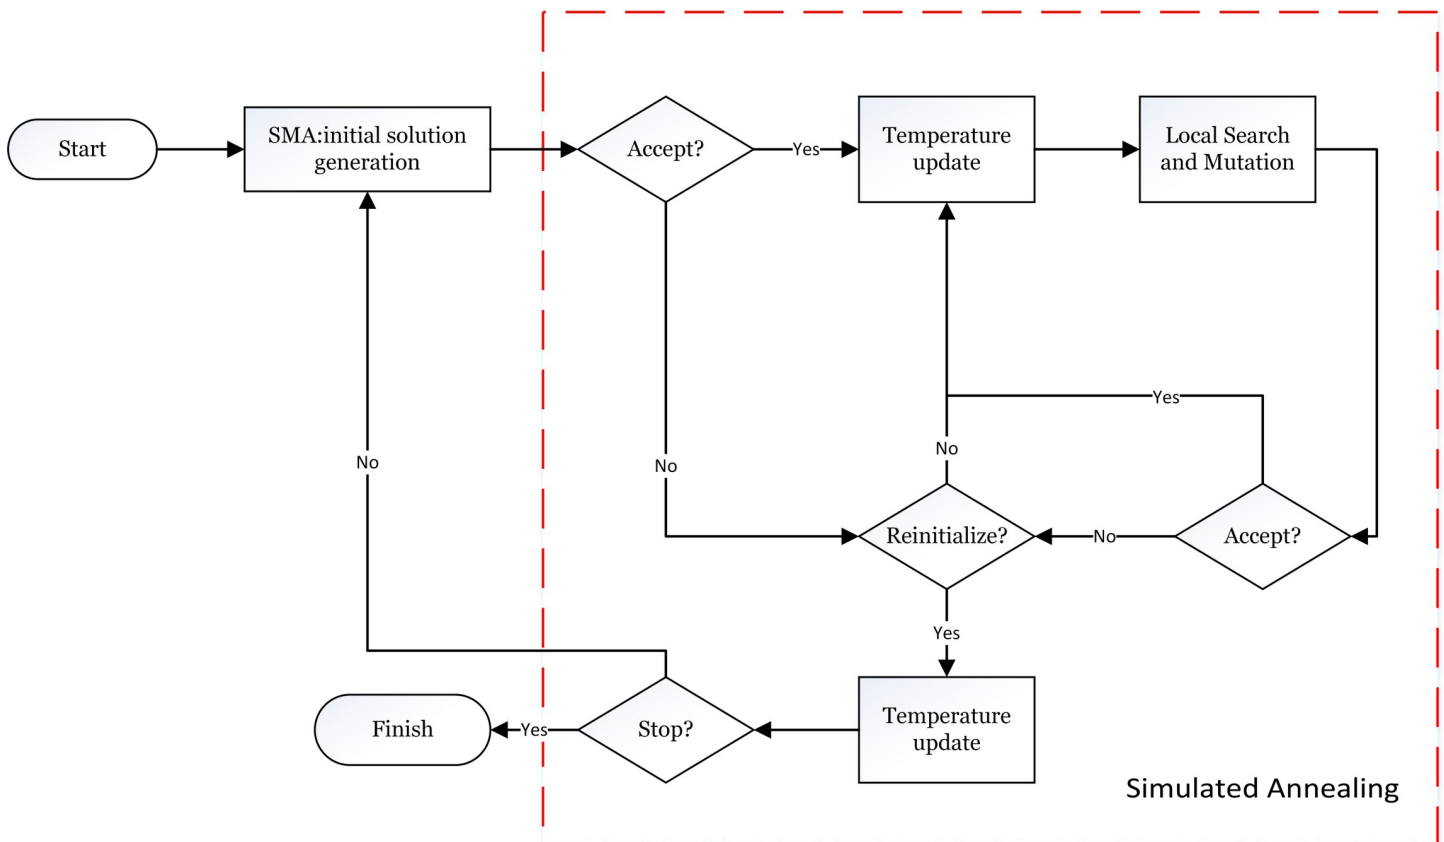 Start
SMA:initial solution
generation
Accept?
Yes
Temperature
update
Local Search
and Mutation
Yes
No
No
No
Reinitialize?
No
Accept?
Yes
Finish
Yes
Stop?
Temperature
update
Simulated Annealing